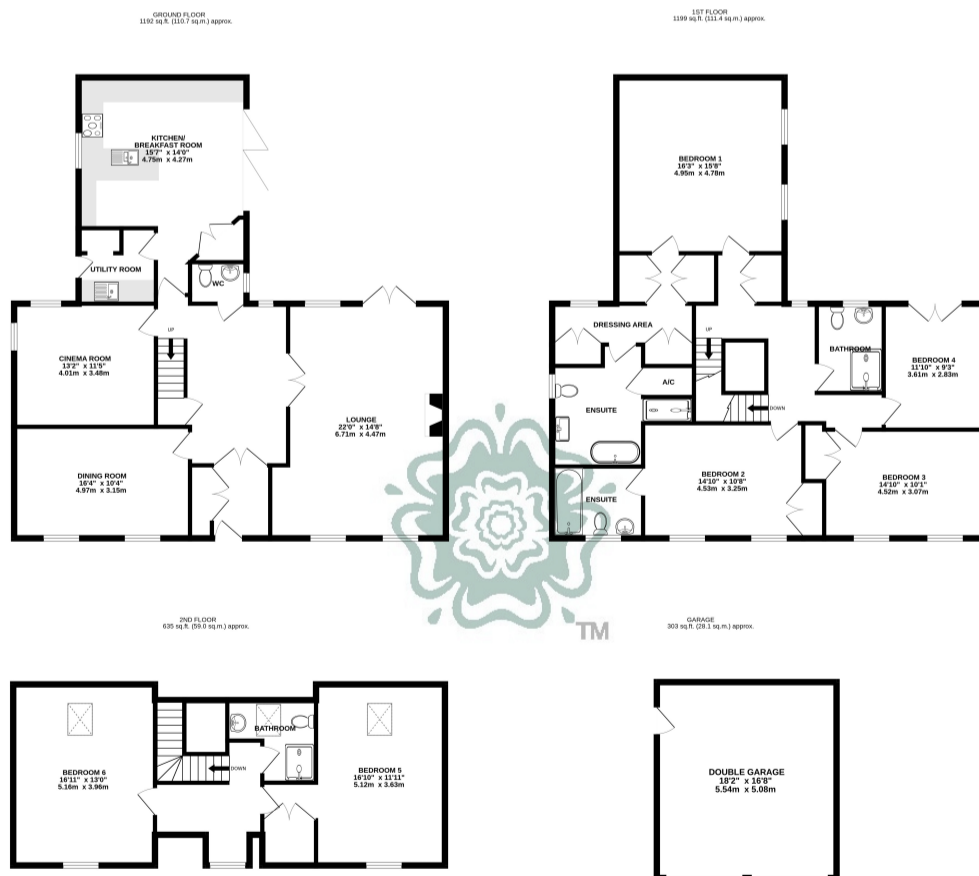 GROUND FLOOR
1192 sq.ft. (110.7 sq.m.) approx.
KITCHEN/
BREAKFAST ROOM
15'7" x 14'0"
4.75m x 4.27m
UTILITY ROOM
WC
UP
CINEMA ROOM
13'2" x 11'5"
4.01m x 3.48m
LOUNGE
22'0" x 14'8"
6.71m x 4.47m
DINING ROOM
16'4" x 10'4"
4.97m x 3.15m
1ST FLOOR
1199 sq.ft. (111.4 sq.m.) approx.
BEDROOM 1
16'3" x 15'8"
4.95m x 4.78m
DRESSING AREA
UP
BATHROOM
BEDROOM 4
11'10" x 9'3"
3.61m x 2.83m
A/C
ENSUITE
DOWN
BEDROOM 2
14'10" x 10'8"
4.53m x 3.25m
BEDROOM 3
14'10" x 10'1"
4.52m x 3.07m
ENSUITE
TM
2ND FLOOR
635 sq.ft. (59.0 sq.m.) approx.
BATHROOM
DOWN
BEDROOM 6
16'11" x 13'0"
5.16m x 3.96m
BEDROOM 5
16'10" x 11'11"
5.12m x 3.63m
GARAGE
303 sq.ft. (28.1 sq.m.) approx.
DOUBLE GARAGE
18'2" x 16'8"
5.54m x 5.08m